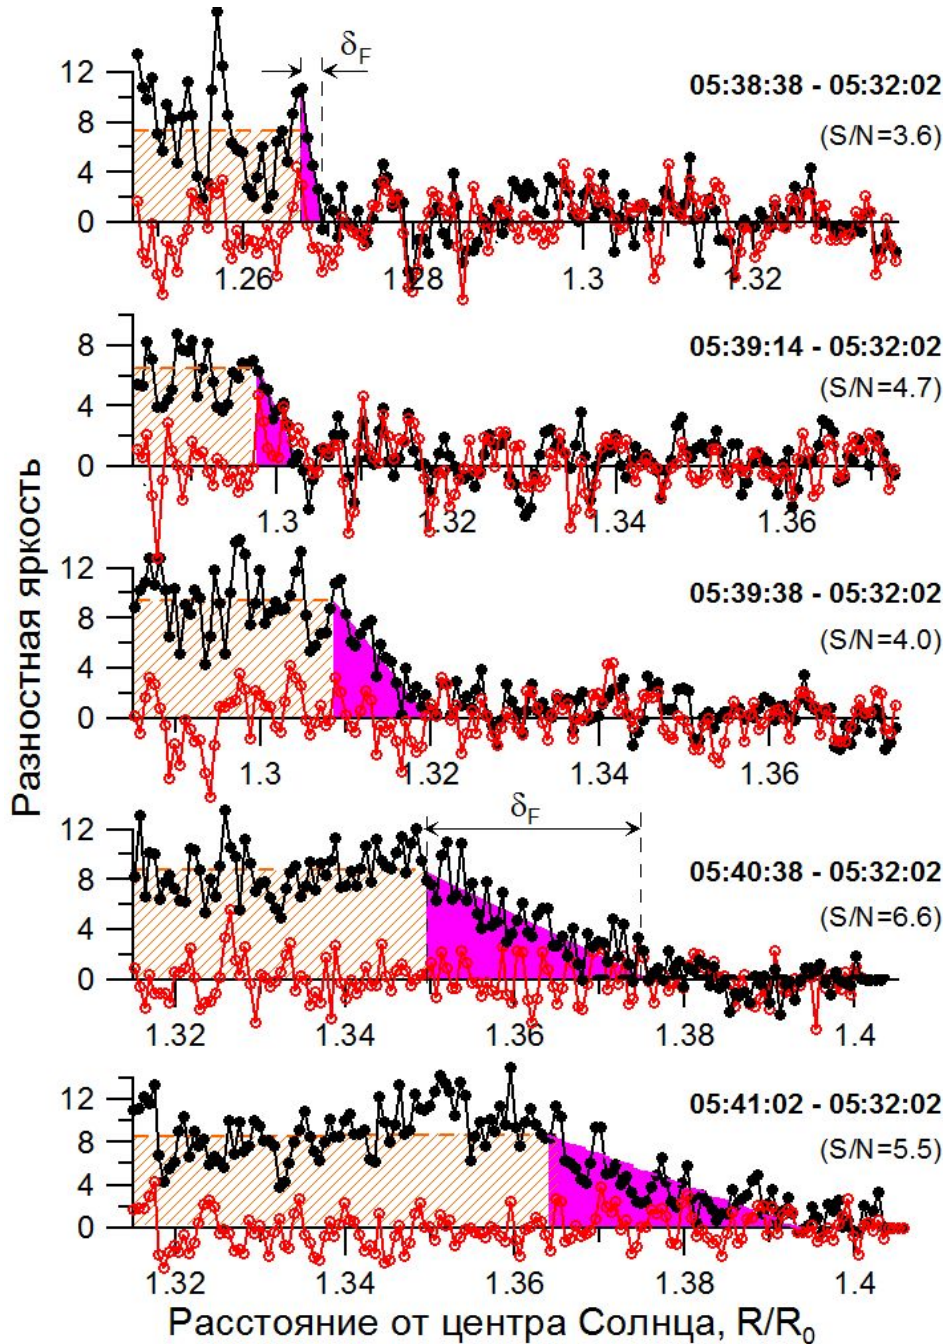 δF
12
8
4
0
05:38:38 - 05:32:02
(S/N=3.6)
1.26
1.28
1.3
1.32
8
4
0
05:39:14 - 05:32:02
(S/N=4.7)
1.3
1.32
1.34
1.36
Разностная яркость
12
8
4
0
05:39:38 - 05:32:02
(S/N=4.0)
1.3
1.32
1.34
1.36
δF
12
8
4
0
05:40:38 - 05:32:02
(S/N=6.6)
1.32
1.34
1.36
1.38
1.4
12
8
4
0
05:41:02 - 05:32:02
(S/N=5.5)
1.32
1.34
1.36
1.38
1.4
Расстояние от центра Солнца, R/R0